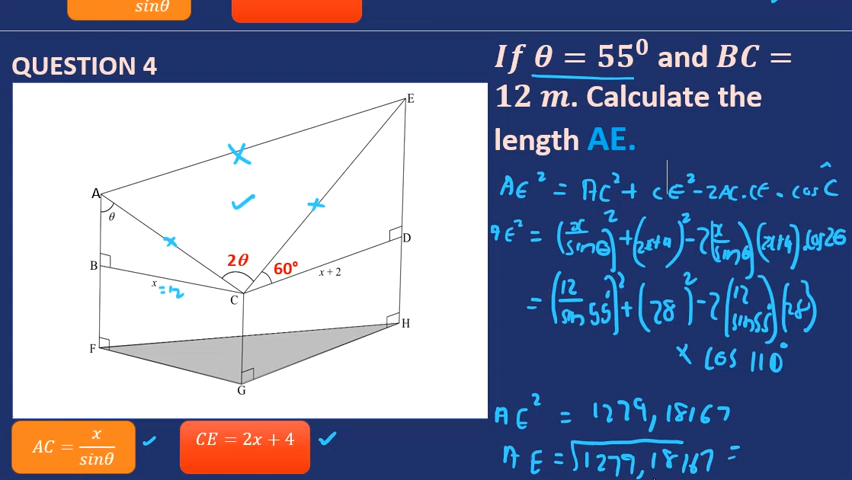 sinθ
QUESTION 4
If θ = 55⁰ and BC =
12 m. Calculate the
length AE.
A
θ
B
x
= 12
C
2θ
60°
x + 2
D
E
F
G
H
AE² = AC² + CE² - 2AC.CE . cos Ĉ
AE² = (x/sinθ)² + (2x+4)² - 2(x/sinθ)(2x+4).cos2θ
= (12/sin 55°)² + (28)² - 2(12/sin55°)(28)
× cos 110°
AE² = 1279,18167
AE = √1279,18167 =
AC = x/sinθ
CE = 2x + 4